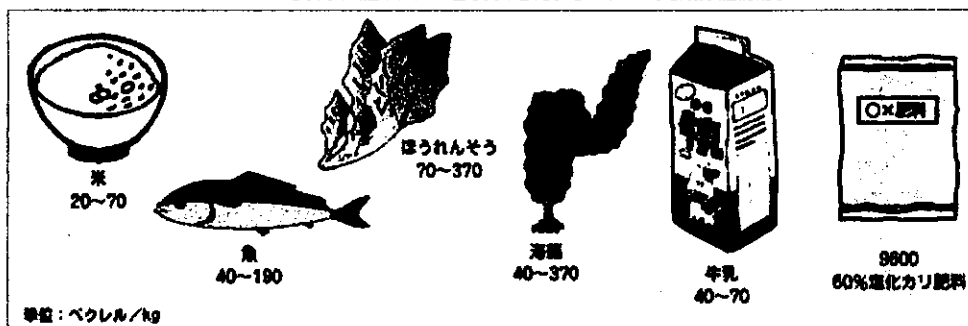 米
20~70
魚
40~190
ほうれんそう
70~370
海藻
40~370
牛乳
40~70
○×肥料
9600
60%塩化カリ肥料
単位：ベクレル／kg